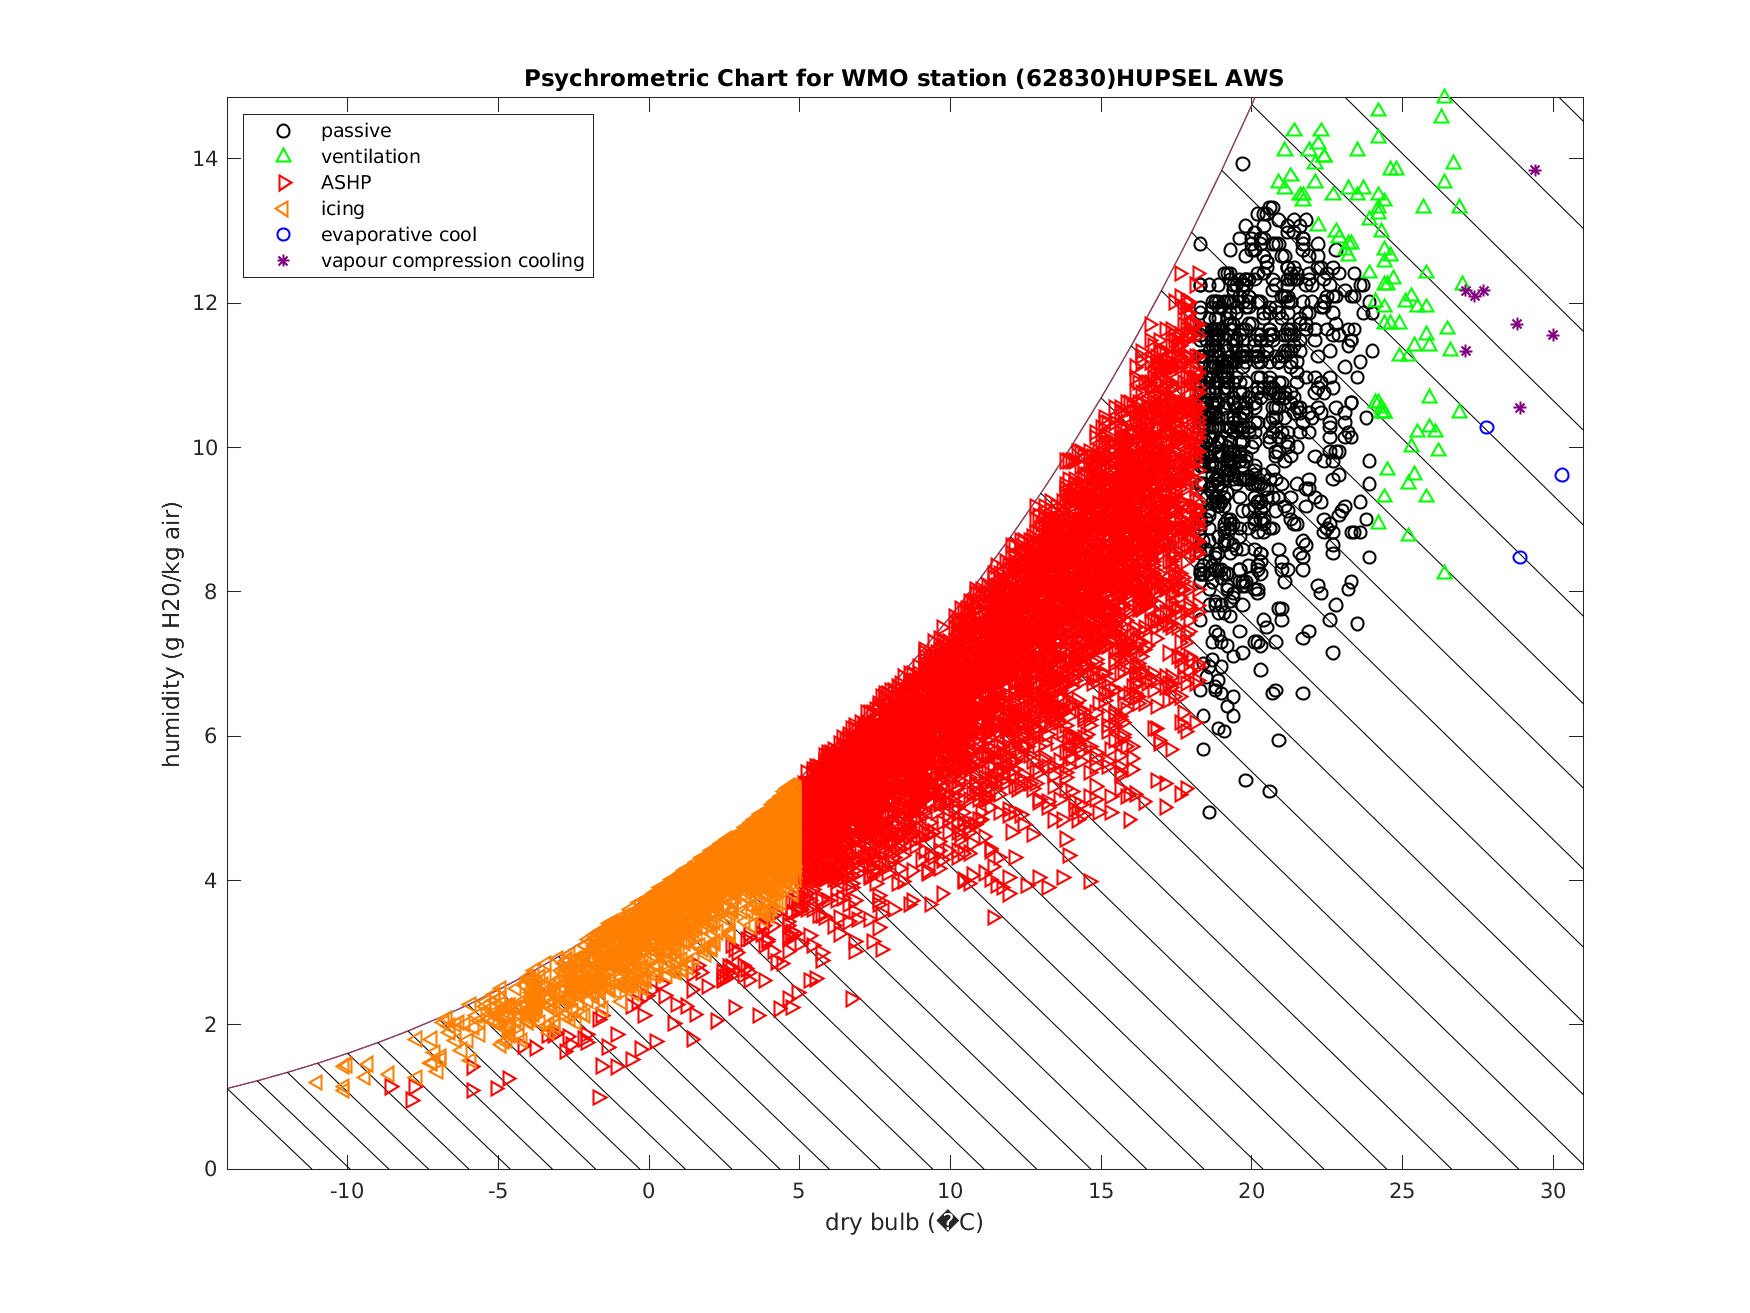 Psychrometric Chart for WMO station (62830)HUPSEL AWS
passive
ventilation
ASHP
icing
evaporative cool
vapour compression cooling
14
12
10
8
6
4
2
0
humidity (g H20/kg air)
-10 -5 0 5 10 15 20 25 30
dry bulb (�C)